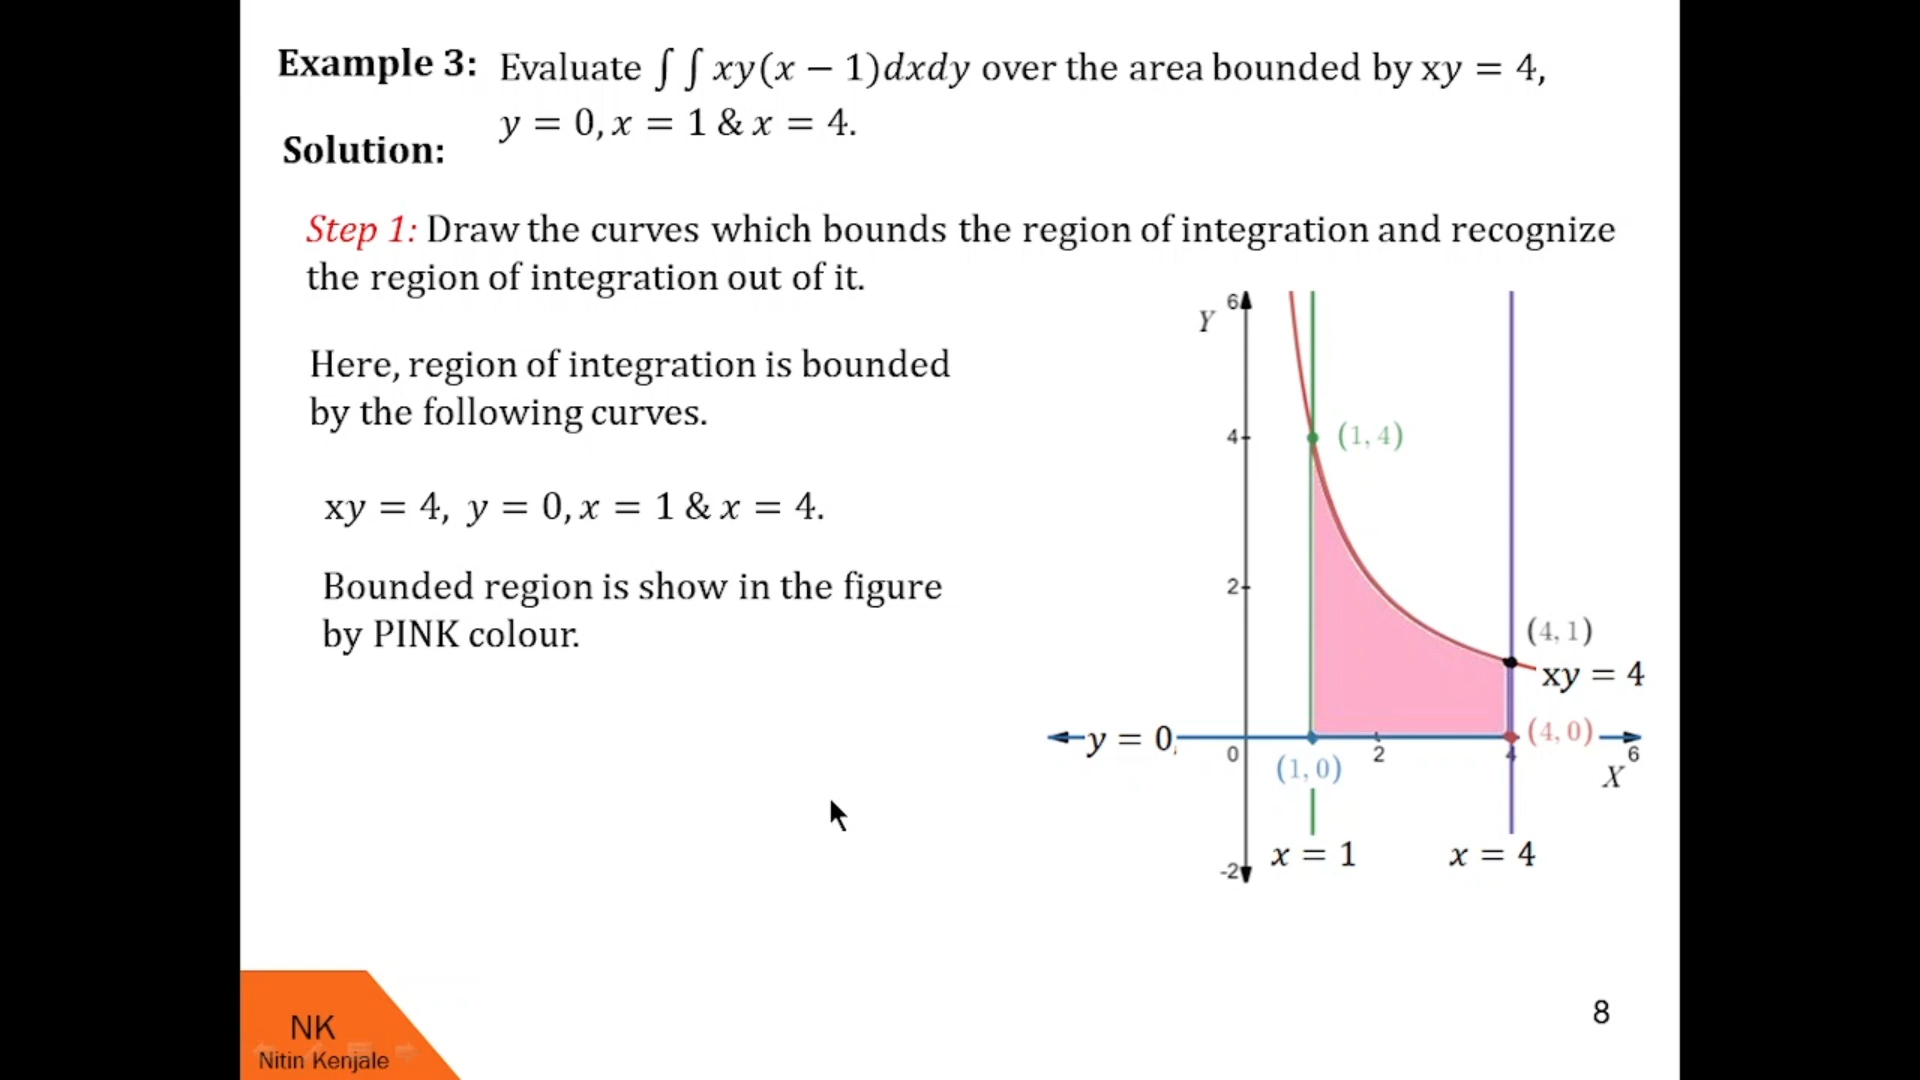 Example 3: Evaluate ∫ ∫ xy(x − 1)dxdy over the area bounded by xy = 4,
y = 0, x = 1 & x = 4.
Solution:
Step 1: Draw the curves which bounds the region of integration and recognize
the region of integration out of it.
Here, region of integration is bounded
by the following curves.
xy = 4, y = 0, x = 1 & x = 4.
Bounded region is show in the figure
by PINK colour.
6
Y
4
(1, 4)
2
(4, 1)
xy = 4
y = 0,
(4, 0)
0
2
4
6
(1, 0)
X
x = 1
x = 4
-2
8
NK
Nitin Kenjale